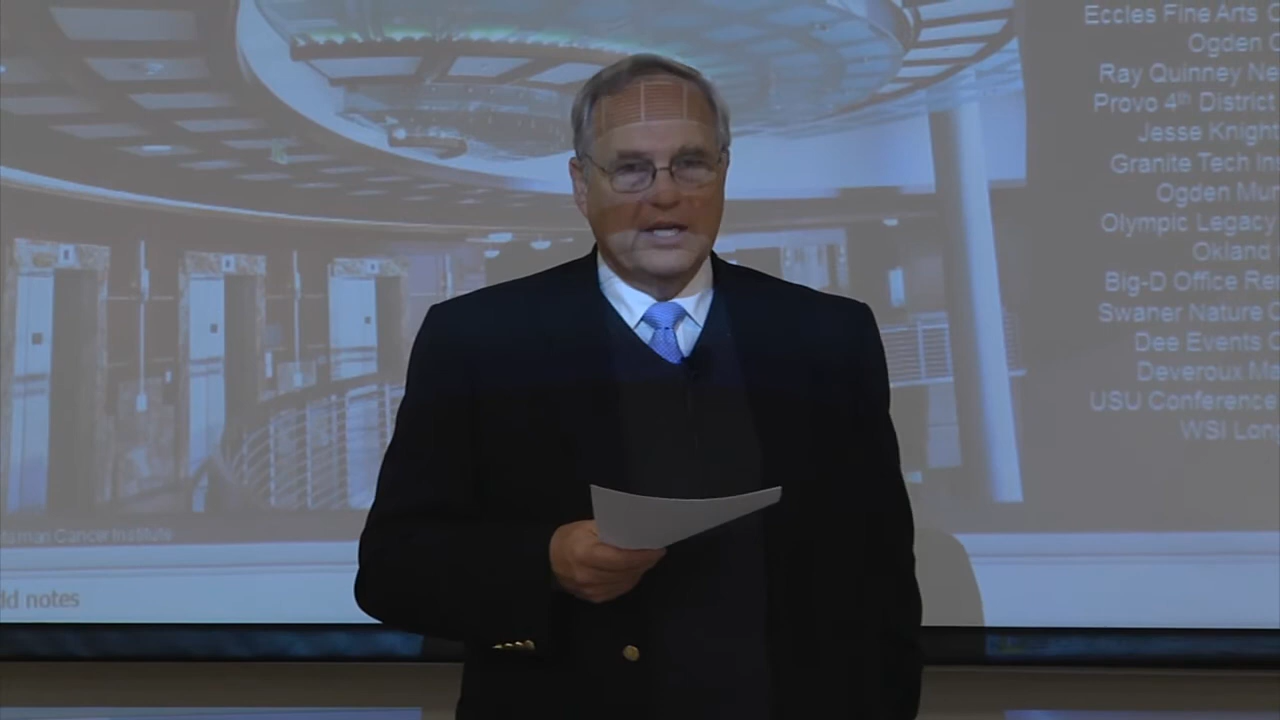 Eccles Fine Arts
Ogden
Ray Quinney
Provo 4th District
Jesse Knight
Granite Tech
Ogden
Olympic Legacy
Okland
Big-D Office
Swaner Nature
Dee Events
Deveroux
USU Conference
WSI
Cancer Institute
notes